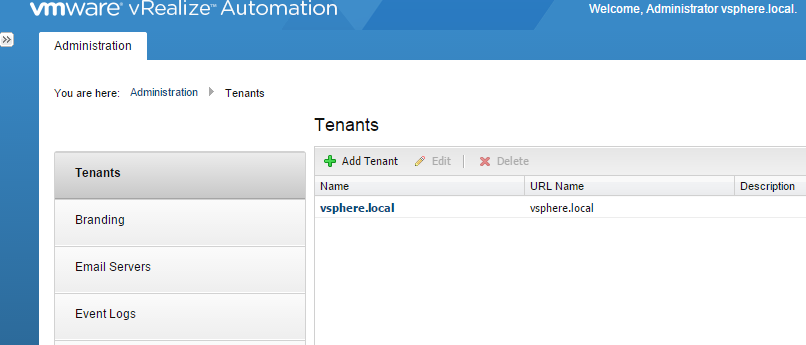 vmware vRealize™ Automation
Welcome, Administrator vsphere.local.
Administration
You are here: Administration Tenants
Tenants
Tenants
Branding
Email Servers
Event Logs
Add Tenant Edit Delete
Name URL Name Description
vsphere.local vsphere.local